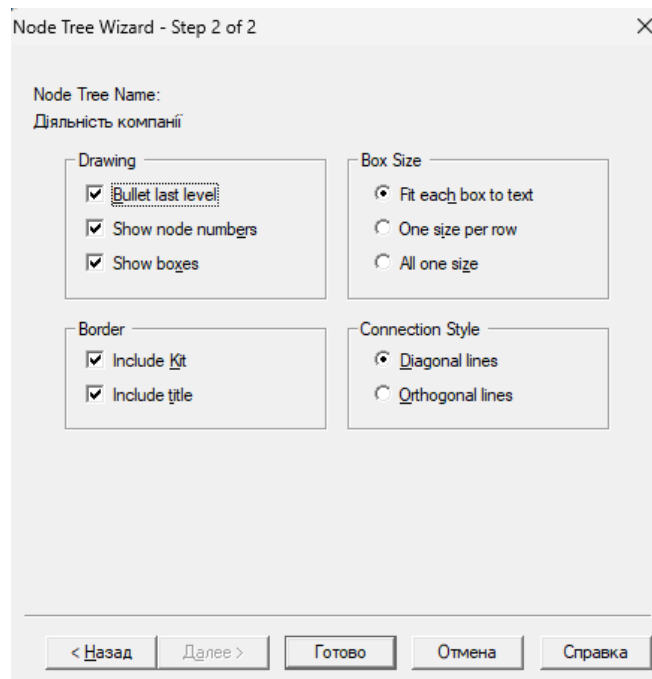 Node Tree Wizard - Step 2 of 2
Node Tree Name:
Діяльність компанії
Drawing
Bullet last level
Show node numbers
Show boxes
Box Size
Fit each box to text
One size per row
All one size
Border
Include Kit
Include title
Connection Style
Diagonal lines
Orthogonal lines
< Назад
Далее >
Готово
Отмена
Справка